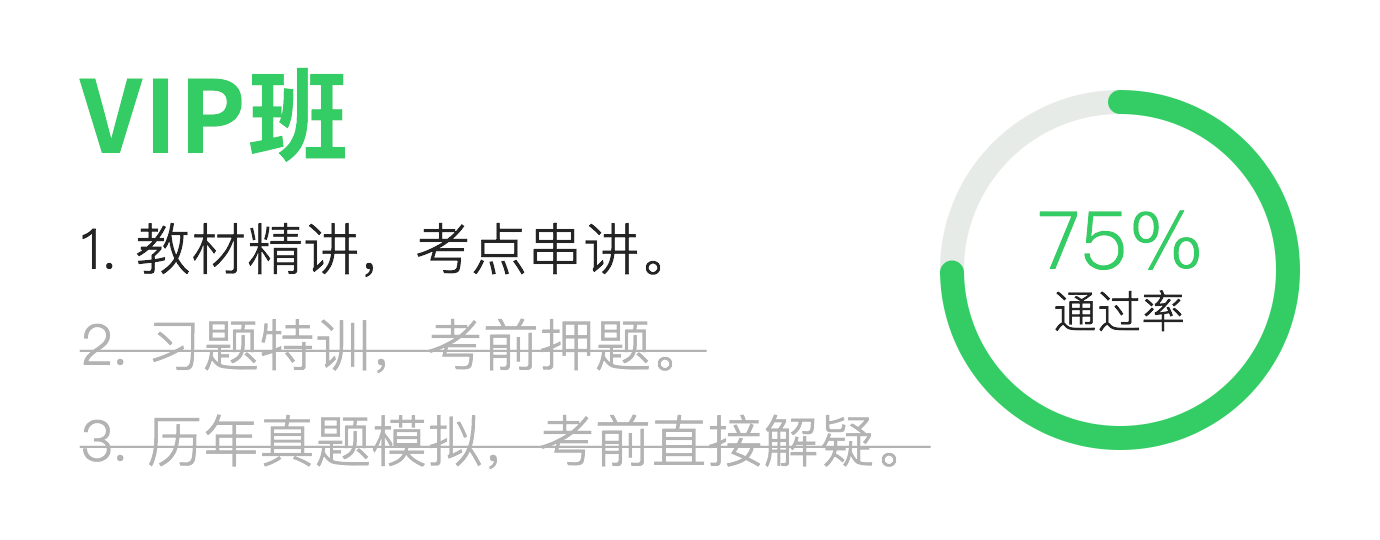 VIP班
1. 教材精讲，考点串讲。
2. 习题特训，考前押题。
3. 历年真题模拟，考前直接解疑。
75%
通过率